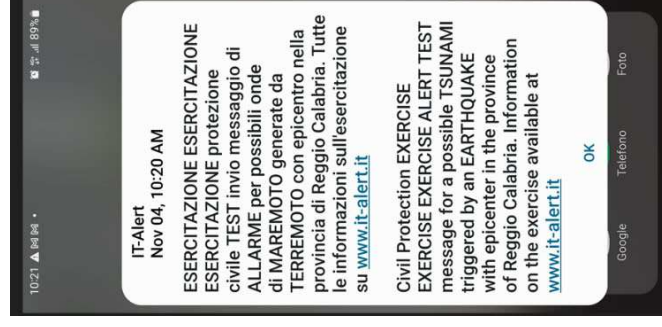 10:21
89%
IT-Alert
Nov 04, 10:20 AM
ESERCITAZIONE ESERCITAZIONE
ESERCITAZIONE protezione
civile TEST invio messaggio di
ALLARME per possibili onde
di MAREMOTO generate da
TERREMOTO con epicentro nella
provincia di Reggio Calabria. Tutte
le informazioni sull'esercitazione
su www.it-alert.it
Civil Protection EXERCISE
EXERCISE EXERCISE ALERT TEST
message for a possible TSUNAMI
triggered by an EARTHQUAKE
with epicenter in the province
of Reggio Calabria. Information
on the exercise available at
www.it-alert.it
OK
Google
Telefono
Foto